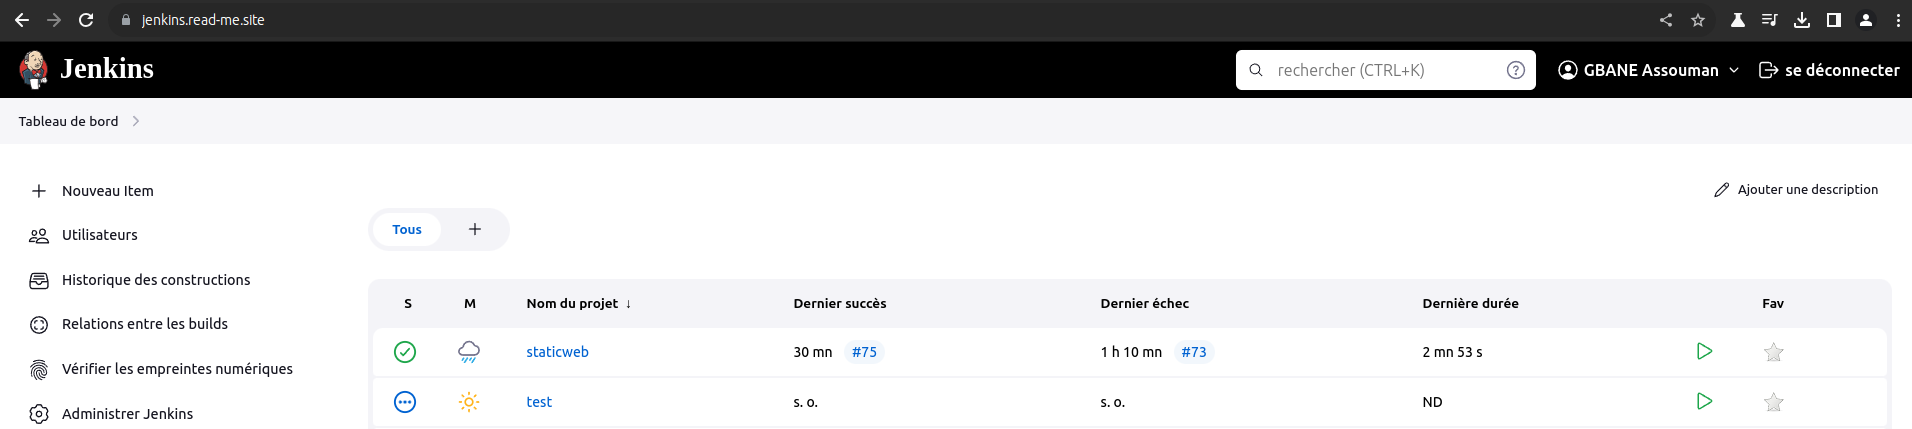 jenkins.read-me.site
Jenkins
rechercher (CTRL+K)
?
GBANE Assouman
se déconnecter
Tableau de bord
Nouveau Item
Ajouter une description
Utilisateurs
Tous +
Historique des constructions
Relations entre les builds
Vérifier les empreintes numériques
Administrer Jenkins
S M Nom du projet ↓ Dernier succès Dernier échec Dernière durée Fav
staticweb 30 mn #75 1 h 10 mn #73 2 mn 53 s
test s. o. s. o. ND